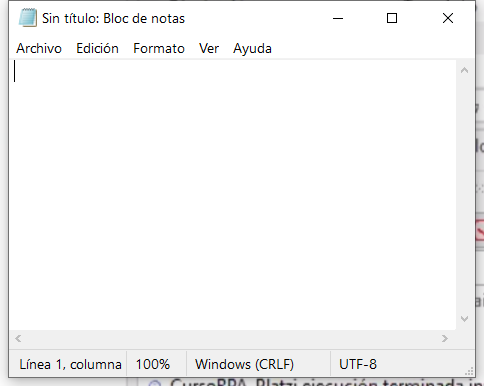 Sin título: Bloc de notas
Archivo Edición Formato Ver Ayuda
Línea 1, columna 100% Windows (CRLF) UTF-8
CursoRPA_Platzi ejecución terminada in